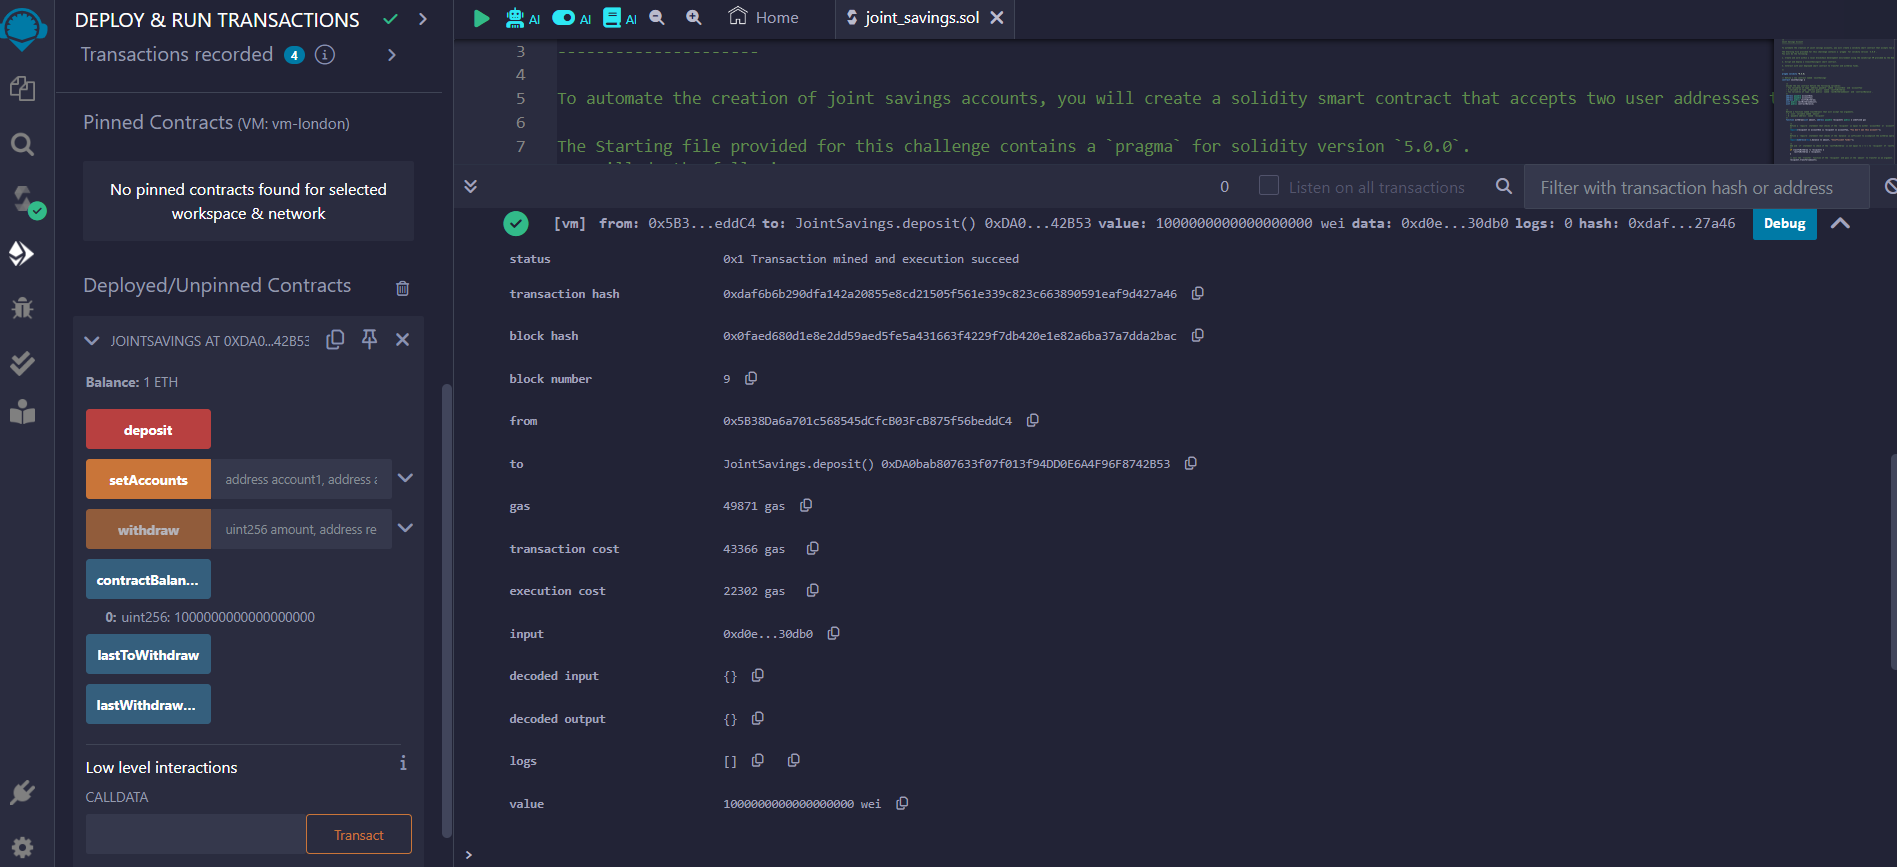 DEPLOY & RUN TRANSACTIONS
Transactions recorded 4 i
Pinned Contracts (VM: vm-london)
No pinned contracts found for selected
workspace & network
Deployed/Unpinned Contracts
JOINTSAVINGS AT 0XDA0...42B53
Balance: 1 ETH
deposit
setAccounts address account1, address a
withdraw uint256 amount, address re
contractBalan...
0: uint256: 1000000000000000000
lastToWithdraw
lastWithdraw...
Low level interactions i
CALLDATA
Transact
AI AI AI Home joint_savings.sol
3 ---------------------
4
5 To automate the creation of joint savings accounts, you will create a solidity smart contract that accepts two user addresses
6
7 The Starting file provided for this challenge contains a `pragma` for solidity version `5.0.0`.
0 Listen on all transactions Filter with transaction hash or address
[vm] from: 0x5B3...eddC4 to: JointSavings.deposit() 0xDA0...42B53 value: 1000000000000000000 wei data: 0xd0e...30db0 logs: 0 hash: 0xdaf...27a46 Debug
status 0x1 Transaction mined and execution succeed
transaction hash 0xdaf6b6b290dfa142a20855e8cd21505f561e339c823c663890591eaf9d427a46
block hash 0x0faed680d1e8e2dd59aed5fe5a431663f4229f7db420e1e82a6ba37a7dda2bac
block number 9
from 0x5B38Da6a701c568545dCfcB03FcB875f56beddC4
to JointSavings.deposit() 0xDA0bab807633f07f013f94DD0E6A4F96F8742B53
gas 49871 gas
transaction cost 43366 gas
execution cost 22302 gas
input 0xd0e...30db0
decoded input {}
decoded output {}
logs []
value 1000000000000000000 wei
>